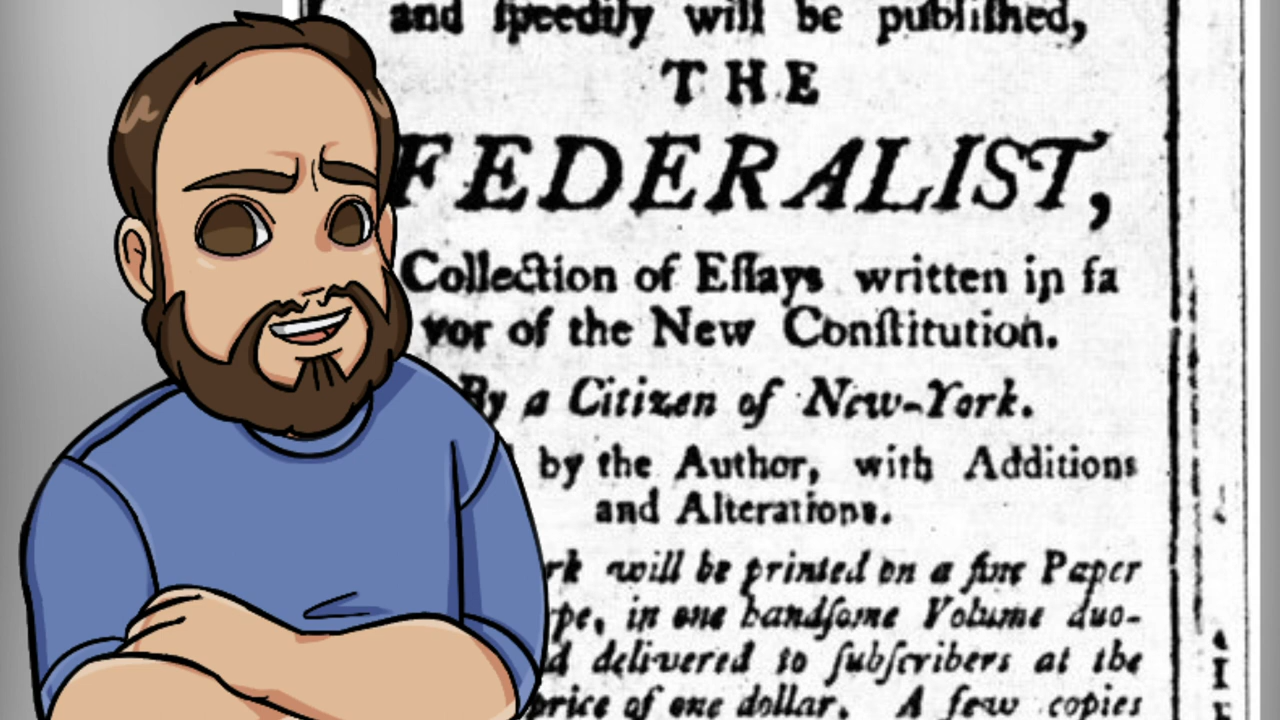 and ſpeedily will be publiſhed,
THE
FEDERALIST,
Collection of Eſſays written in fa
vor of the New Conſtitution.
By a Citizen of New-York.
by the Author, with Additions
and Alterations.
rk will be printed on a fine Paper
pe, in one handſome Volume duo-
d delivered to ſubſcribers at the
price of one dollar. A few copies